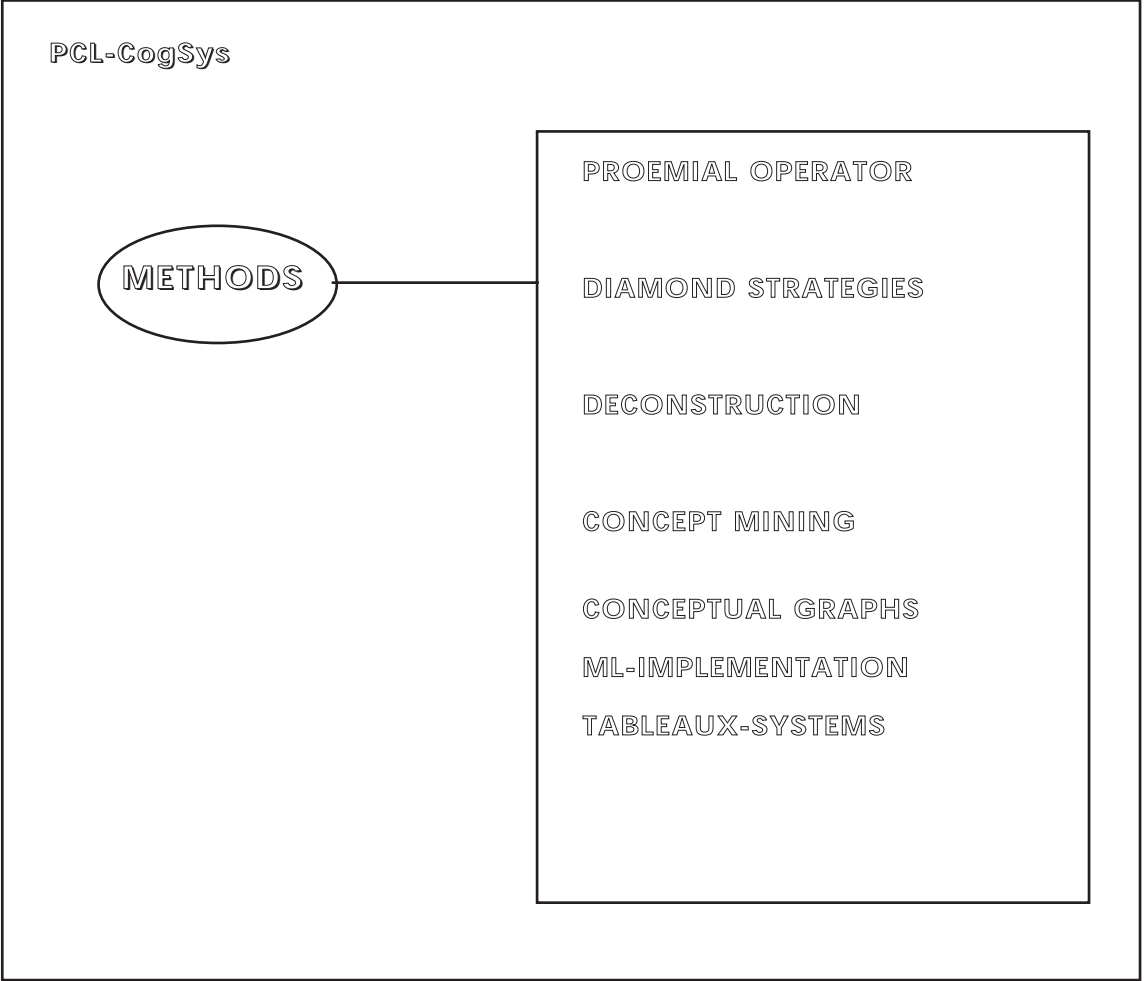 PCL-CogSys
METHODS
PROEMIAL OPERATOR
DIAMOND STRATEGIES
DECONSTRUCTION
CONCEPT MINING
CONCEPTUAL GRAPHS
ML-IMPLEMENTATION
TABLEAUX-SYSTEMS